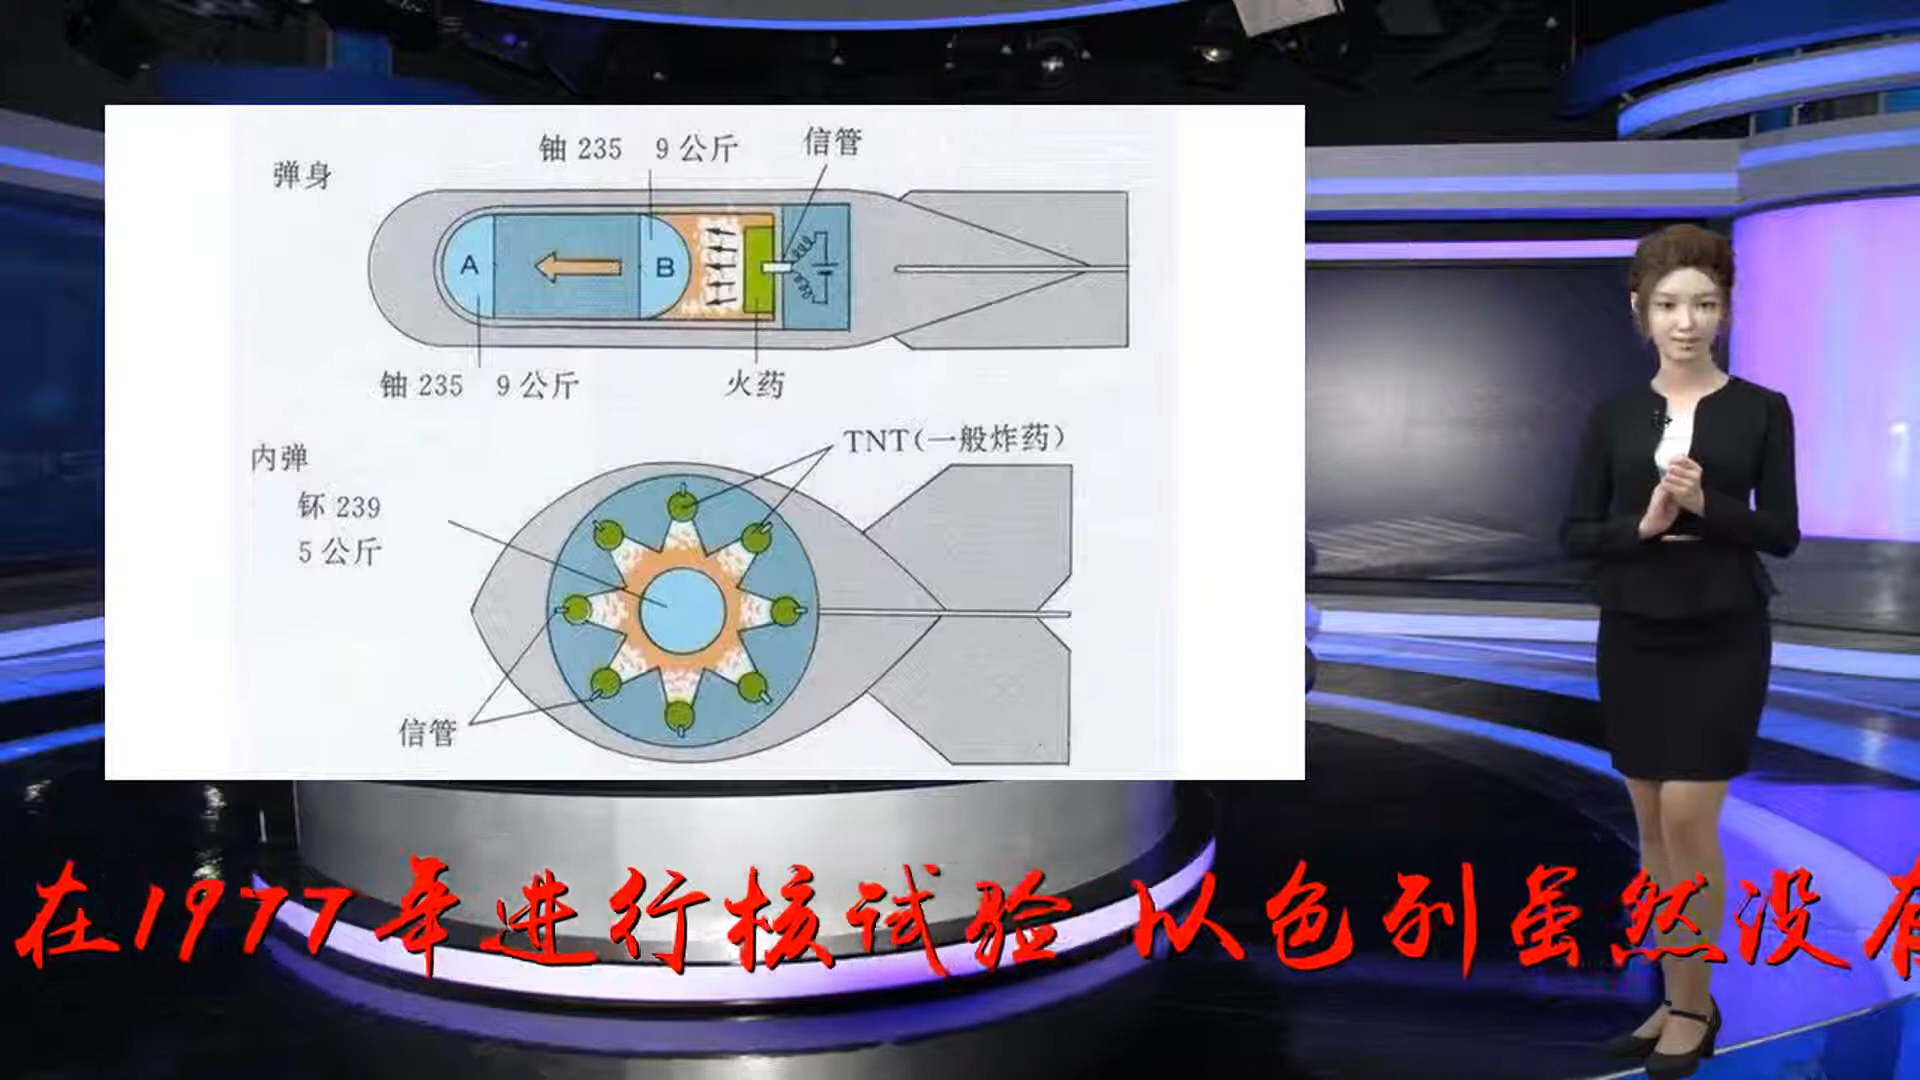 铀 235 9 公斤
信管
弹身
A
B
铀 235 9 公斤
火药
内弹
TNT(一般炸药)
钚 239
5 公斤
信管
在1977年进行核试验 以色列虽然没有